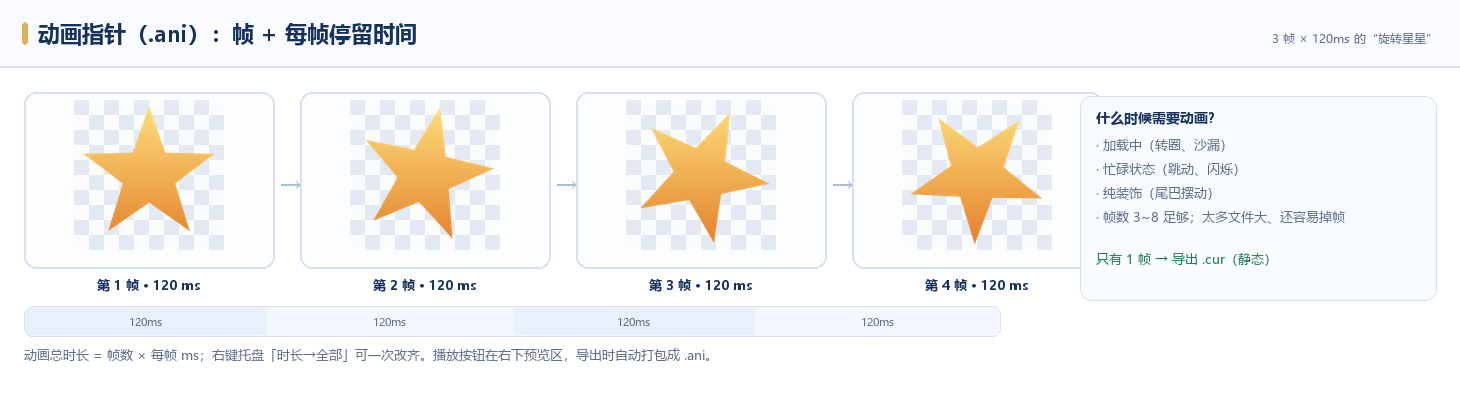 动画指针（.ani）：帧 + 每帧停留时间
3 帧 × 120ms 的“旋转星星”
→
→
→
第 1 帧 • 120 ms
第 2 帧 • 120 ms
第 3 帧 • 120 ms
第 4 帧 • 120 ms
什么时候需要动画?
· 加载中（转圈、沙漏）
· 忙碌状态（跳动、闪烁）
· 纯装饰（尾巴摆动）
· 帧数 3~8 足够；太多文件大、还容易掉帧
只有 1 帧 → 导出 .cur（静态）
120ms
120ms
120ms
120ms
动画总时长 = 帧数 × 每帧 ms；右键托盘「时长→全部」可一次改齐。播放按钮在右下预览区，导出时自动打包成 .ani。